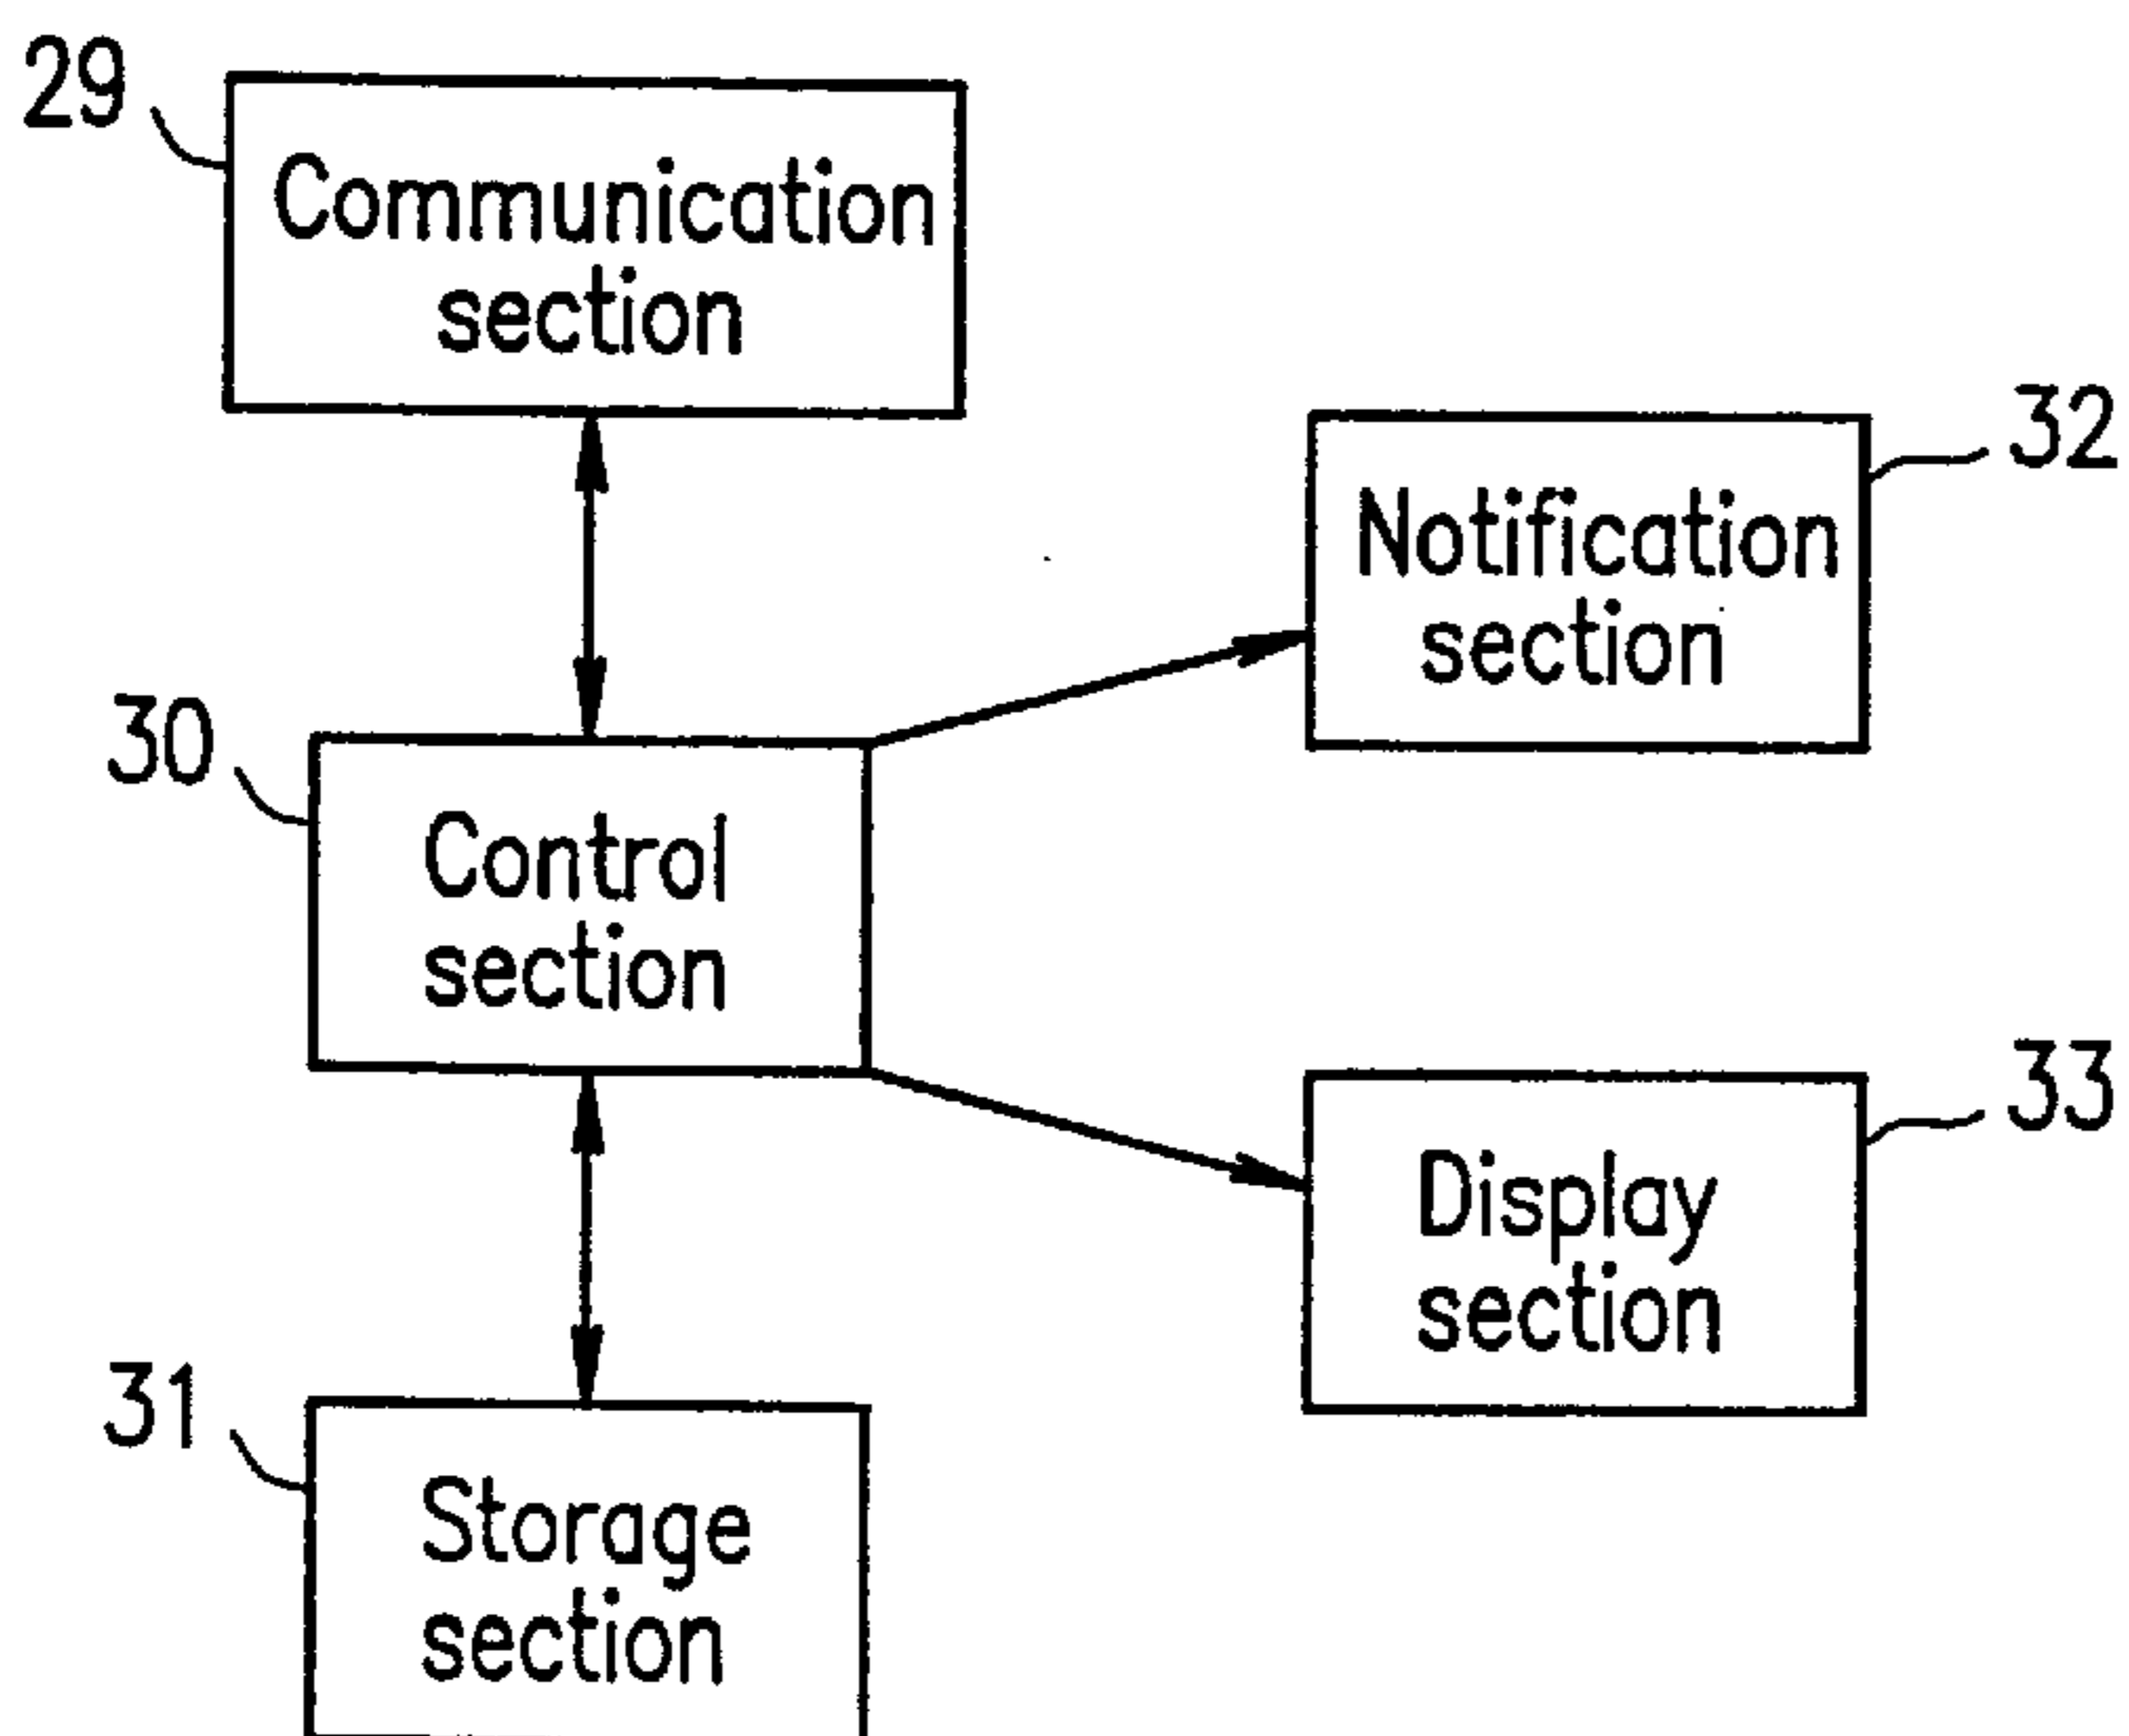 29
Communication
section
32
Notification
section
30
Control
section
33
Display
section
31
Storage
section